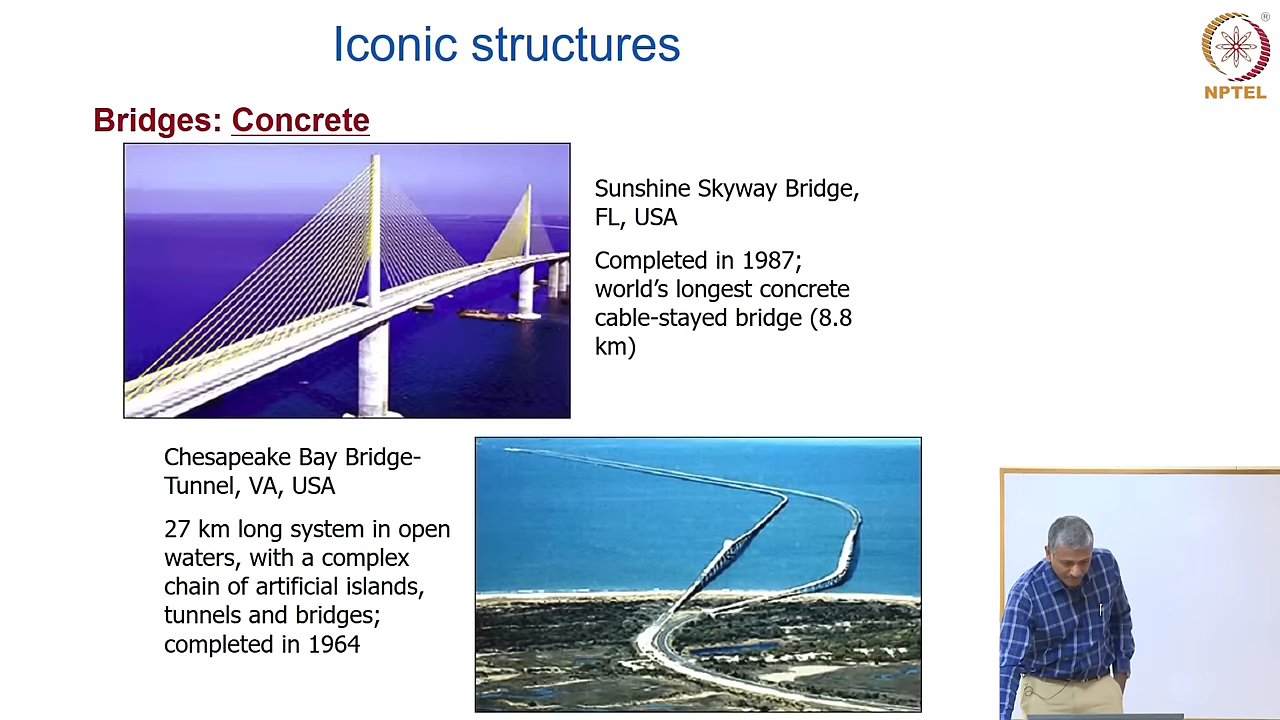 Iconic structures
®
NPTEL
Bridges: Concrete
Sunshine Skyway Bridge,
FL, USA
Completed in 1987;
world’s longest concrete
cable-stayed bridge (8.8
km)
Chesapeake Bay Bridge-
Tunnel, VA, USA
27 km long system in open
waters, with a complex
chain of artificial islands,
tunnels and bridges;
completed in 1964